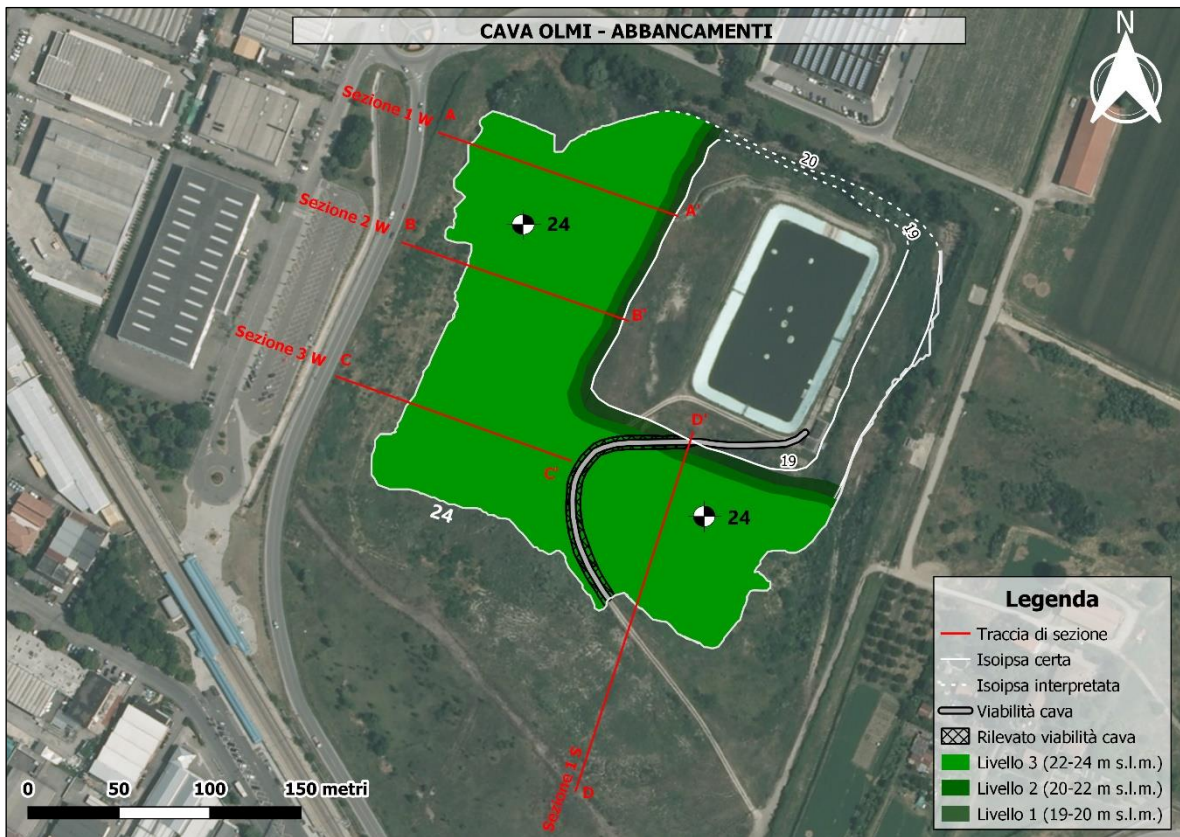 CAVA OLMI - ABBANCAMENTI
N
Sezione 1 W
A
A'
20
19
24
Sezione 2 W
B
B'
Sezione 3 W
C
C'
D'
19
24
24
Sezione 1 S
D
Legenda
Traccia di sezione
Isoipsa certa
Isoipsa interpretata
Viabilità cava
Rilevato viabilità cava
Livello 3 (22-24 m s.l.m.)
Livello 2 (20-22 m s.l.m.)
Livello 1 (19-20 m s.l.m.)
0 50 100 150 metri